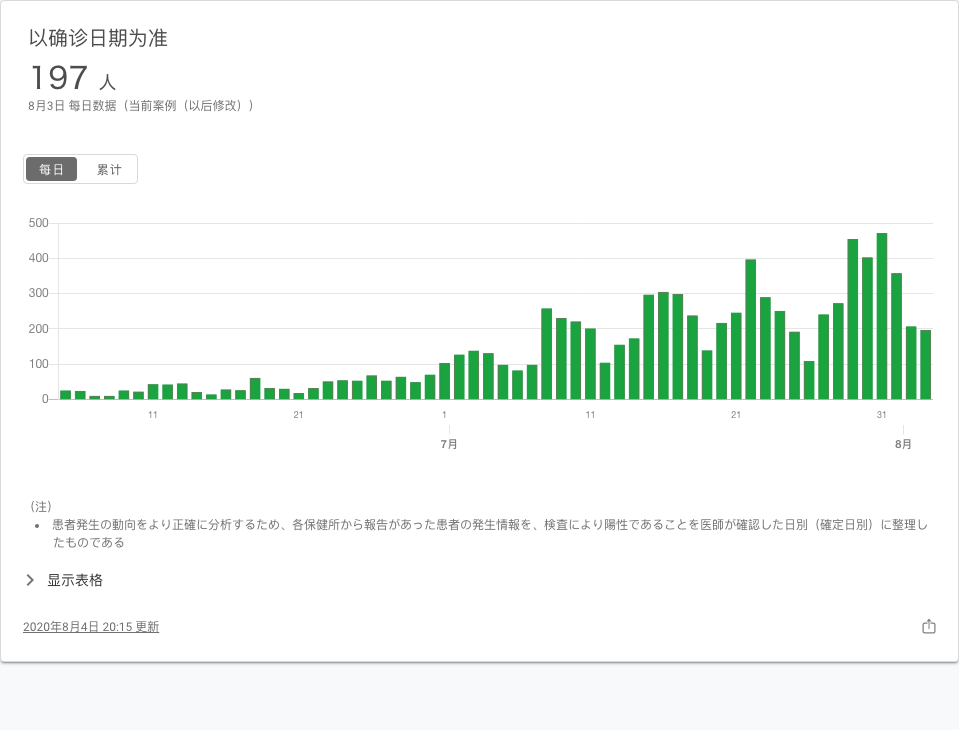 以确诊日期为准
197 人
8月3日 每日数据（当前案例（以后修改））
每日 累计
500
400
300
200
100
0
11 21 1 11 21 31
7月 8月
（注）
• 患者発生の動向をより正確に分析するため、各保健所から報告があった患者の発生情報を、検査により陽性であることを医師が確認した日別（確定日別）に整理し
たものである
显示表格
2020年8月4日 20:15 更新